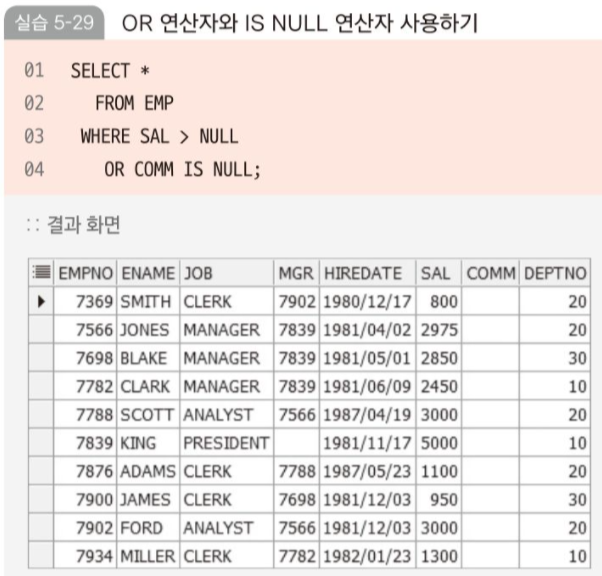 실습 5-29 OR 연산자와 IS NULL 연산자 사용하기
01 SELECT *
02 FROM EMP
03 WHERE SAL > NULL
04 OR COMM IS NULL;
:: 결과 화면
EMPNO ENAME JOB MGR HIREDATE SAL COMM DEPTNO
7369 SMITH CLERK 7902 1980/12/17 800 20
7566 JONES MANAGER 7839 1981/04/02 2975 20
7698 BLAKE MANAGER 7839 1981/05/01 2850 30
7782 CLARK MANAGER 7839 1981/06/09 2450 10
7788 SCOTT ANALYST 7566 1987/04/19 3000 20
7839 KING PRESIDENT 1981/11/17 5000 10
7876 ADAMS CLERK 7788 1987/05/23 1100 20
7900 JAMES CLERK 7698 1981/12/03 950 30
7902 FORD ANALYST 7566 1981/12/03 3000 20
7934 MILLER CLERK 7782 1982/01/23 1300 10